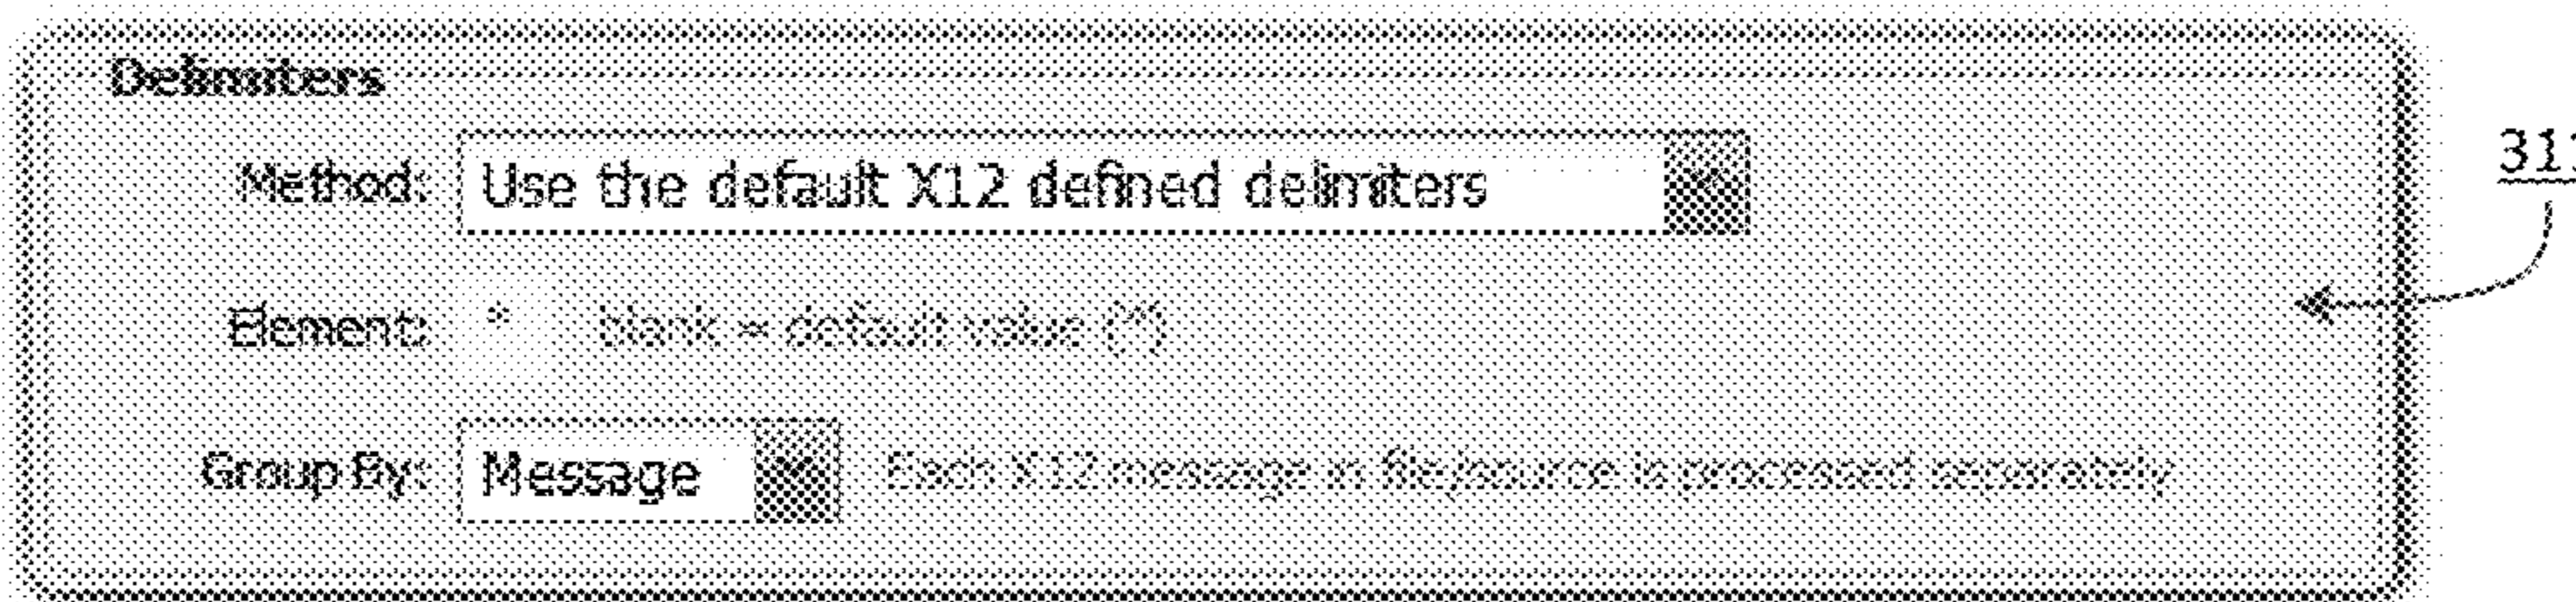 Delimiters
Method: Use the default X12 defined delimiters
Element: * blank = default value (*)
Group By: Message Each X12 message in file/source is processed separately